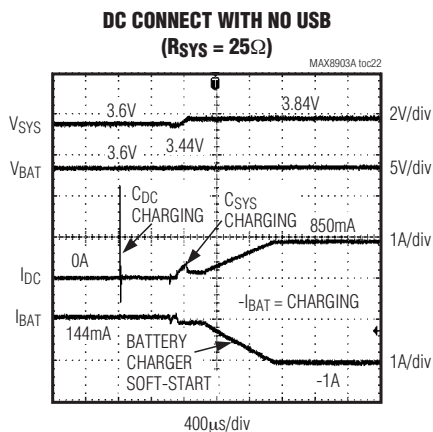 DC CONNECT WITH NO USB
(RSYS = 25Ω)
MAX8903A toc22
3.6V
3.84V
VSYS
2V/div
3.44V
3.6V
VBAT
5V/div
CDC
CHARGING
CSYS
CHARGING
850mA
1A/div
0A
IDC
-IBAT = CHARGING
IBAT
144mA
BATTERY
CHARGER
SOFT-START
-1A
1A/div
400µs/div